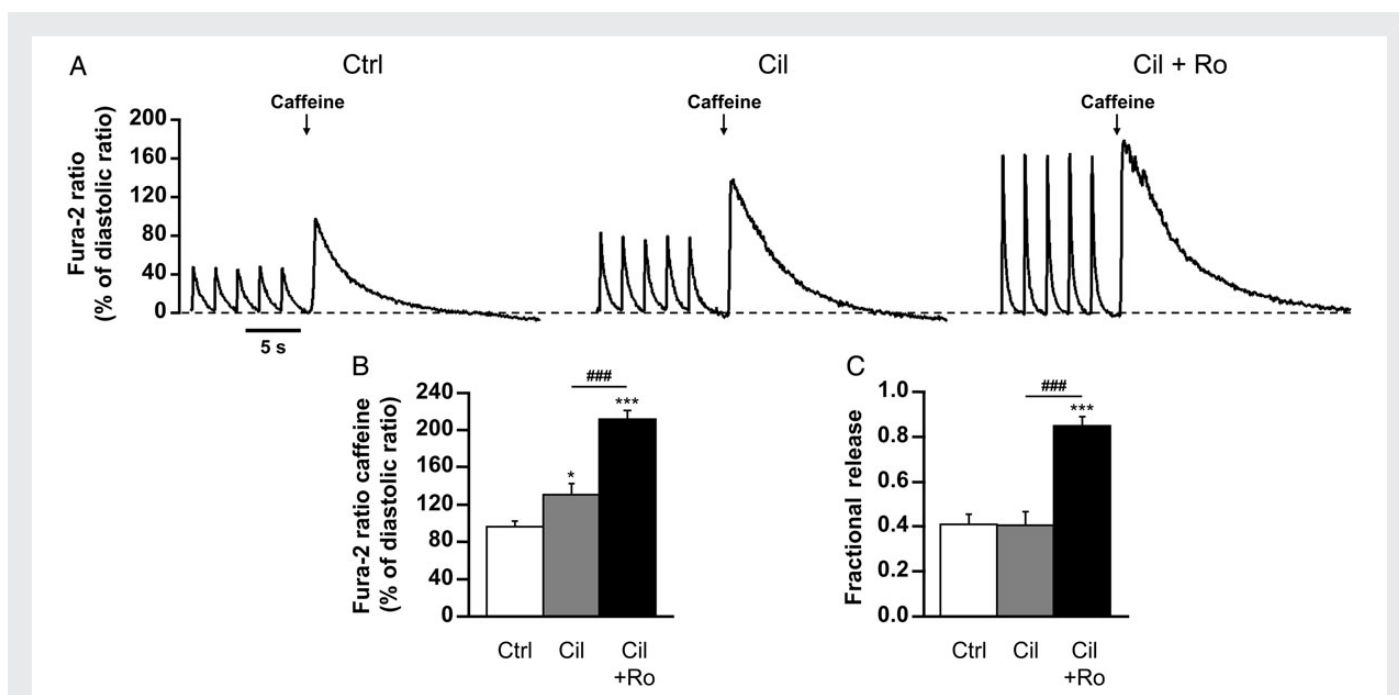 A
Ctrl
Cil
Cil + Ro
Caffeine
Caffeine
Caffeine
Fura-2 ratio
(% of diastolic ratio)
200
160
120
80
40
0
5 s
B
Fura-2 ratio caffeine
(% of diastolic ratio)
240
200
160
120
80
40
0
*
***
###
Ctrl
Cil
Cil
+Ro
C
Fractional release
1.0
0.8
0.6
0.4
0.2
0.0
###
***
Ctrl
Cil
Cil
+Ro